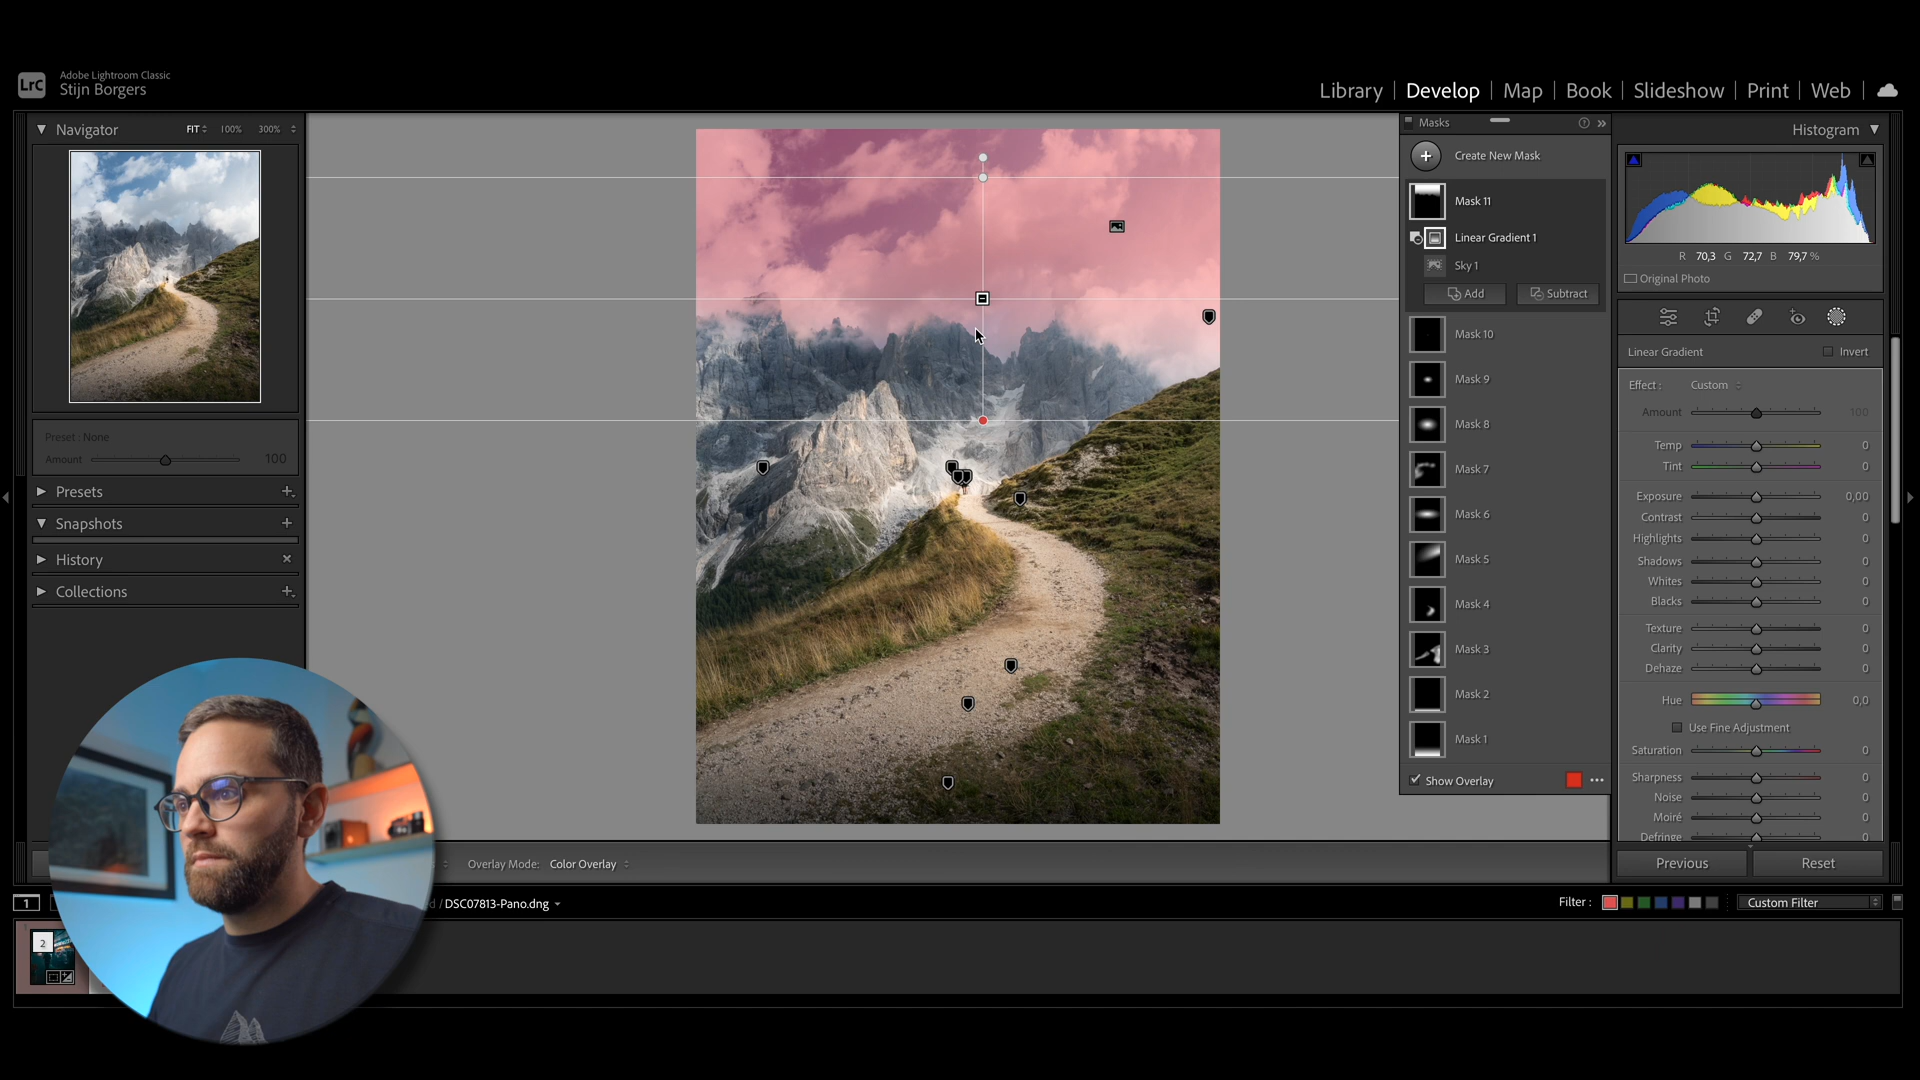 LrC
Adobe Lightroom Classic
Stijn Borgers
Library | Develop | Map | Book | Slideshow | Print | Web
Navigator
FIT 100% 300%
Preset : None
Amount 100
Presets
Snapshots
History
Collections
Masks
Create New Mask
Mask 11
Linear Gradient 1
Sky 1
Add Subtract
Mask 10
Mask 9
Mask 8
Mask 7
Mask 6
Mask 5
Mask 4
Mask 3
Mask 2
Mask 1
Show Overlay
Histogram
R 70,3 G 72,7 B 79,7 %
Original Photo
Linear Gradient Invert
Effect : Custom
Amount 100
Temp 0
Tint 0
Exposure 0,00
Contrast 0
Highlights 0
Shadows 0
Whites 0
Blacks 0
Texture 0
Clarity 0
Dehaze 0
Hue 0,0
Use Fine Adjustment
Saturation 0
Sharpness 0
Noise 0
Moiré 0
Defringe 0
Previous Reset
Overlay Mode: Color Overlay
1
/ DSC07813-Pano.dng
Filter : Custom Filter
2